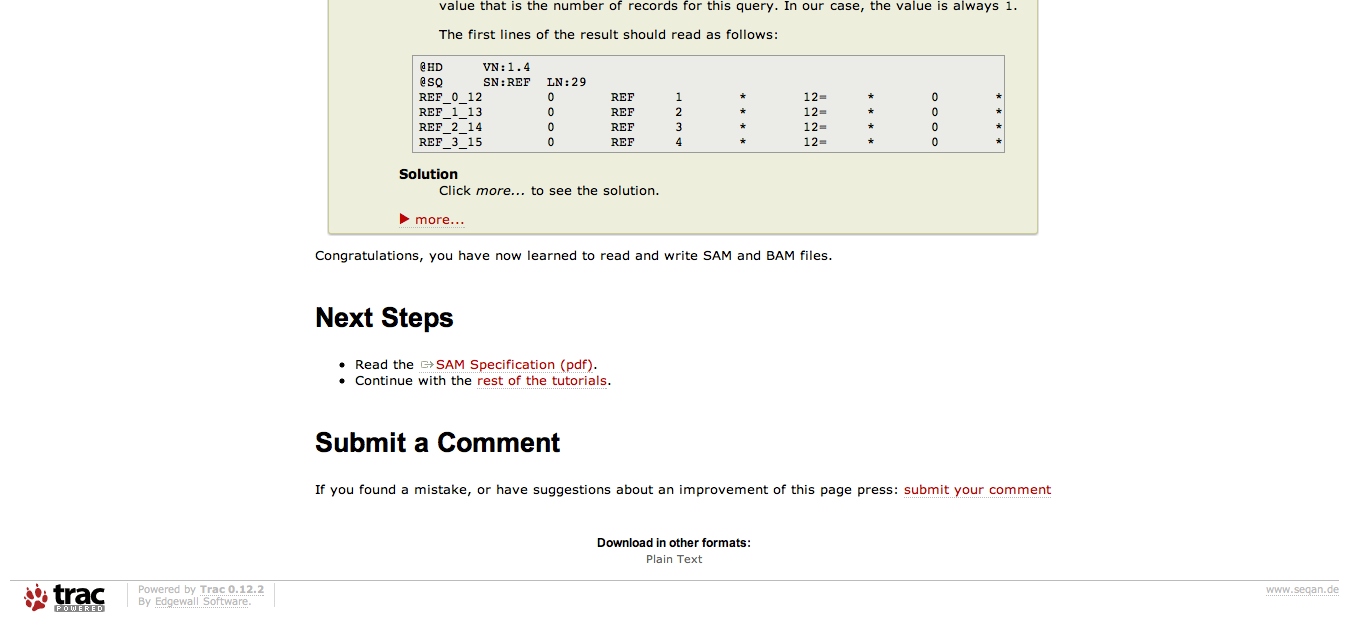 value that is the number of records for this query. In our case, the value is always 1.
The first lines of the result should read as follows:
@HD VN:1.4
@SQ SN:REF LN:29
REF_0_12 0 REF 1 * 12= * 0 *
REF_1_13 0 REF 2 * 12= * 0 *
REF_2_14 0 REF 3 * 12= * 0 *
REF_3_15 0 REF 4 * 12= * 0 *
Solution
Click more... to see the solution.
more...
Congratulations, you have now learned to read and write SAM and BAM files.
Next Steps
• Read the SAM Specification (pdf).
• Continue with the rest of the tutorials.
Submit a Comment
If you found a mistake, or have suggestions about an improvement of this page press: submit your comment
Download in other formats:
Plain Text
trac
POWERED
Powered by Trac 0.12.2
By Edgewall Software.
www.seqan.de